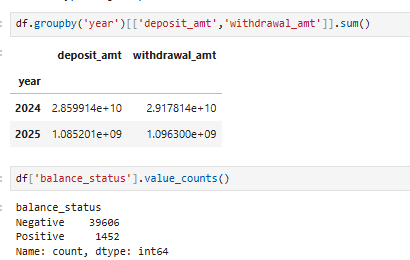 df.groupby('year')[['deposit_amt','withdrawal_amt']].sum()
deposit_amt withdrawal_amt
year
2024 2.859914e+10 2.917814e+10
2025 1.085201e+09 1.096300e+09
df['balance_status'].value_counts()
balance_status
Negative    39606
Positive     1452
Name: count, dtype: int64